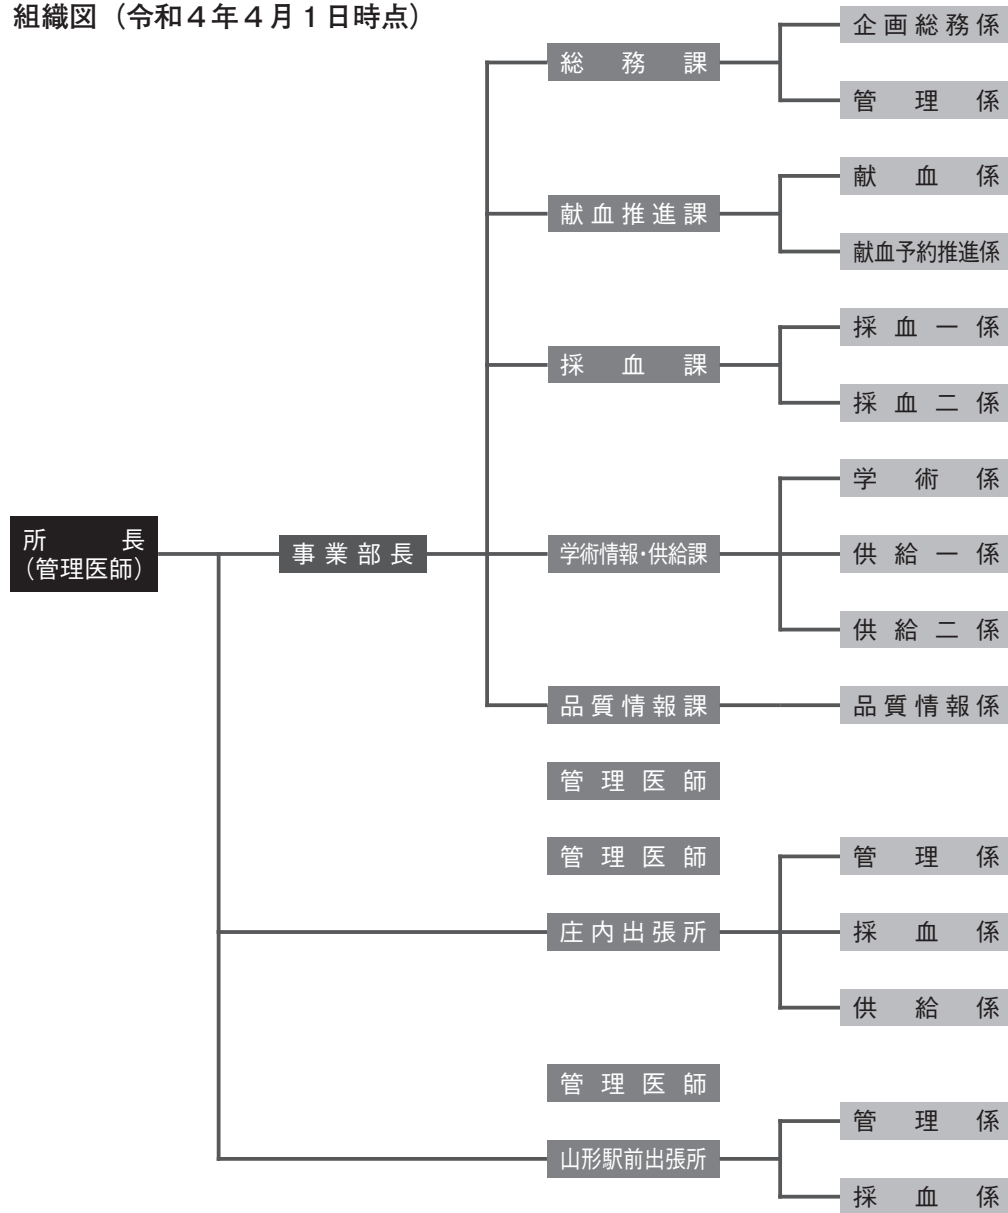 組織図（令和４年４月１日時点）
所長
（管理医師）
事業部長
総務課
企画総務係
管理係
献血推進課
献血係
献血予約推進係
採血課
採血一係
採血二係
学術情報・供給課
学術係
供給一係
供給二係
品質情報課
品質情報係
管理医師
管理医師
庄内出張所
管理係
採血係
供給係
管理医師
山形駅前出張所
管理係
採血係